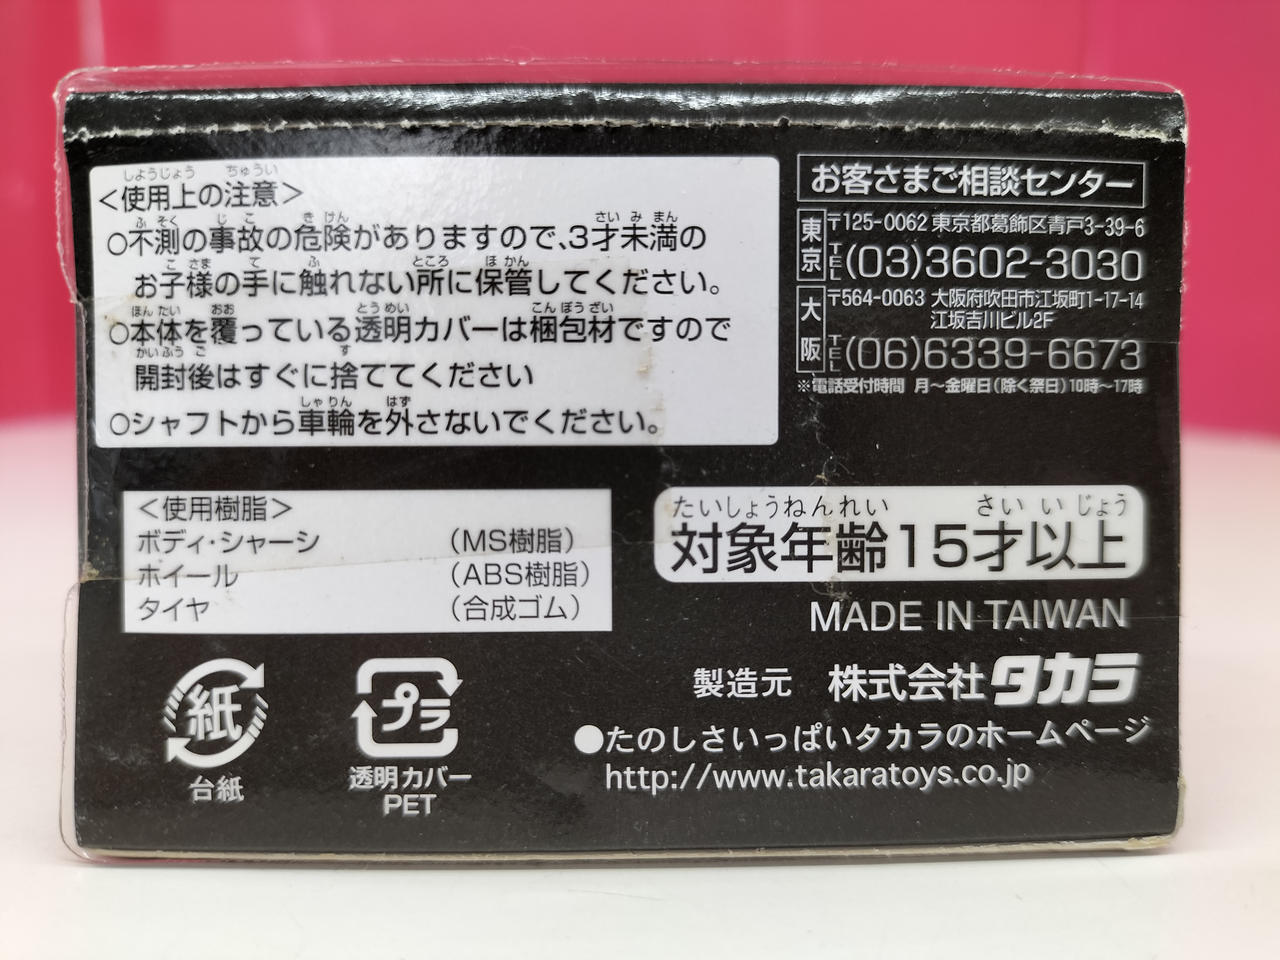 しようじょう ちゅうい
<使用上の注意>
ふそく じこ きけん さいみまん
○不測の事故の危険がありますので、3才未満の
こさま て ふ ところ ほかん
お子様の手に触れない所に保管してください。
ほんたい おお とうめい こんぽうざい
○本体を覆っている透明カバーは梱包材ですので
かいふうご す
開封後はすぐに捨ててください
しゃりん はず
○シャフトから車輪を外さないでください。
お客さまご相談センター
東京 〒125-0062 東京都葛飾区青戸3-39-6
TEL(03)3602-3030
大阪 〒564-0063 大阪府吹田市江坂町1-17-14
江坂吉川ビル2F
TEL(06)6339-6673
※電話受付時間 月〜金曜日(除く祭日)10時〜17時
<使用樹脂>
ボディ・シャーシ (MS樹脂)
ホイール (ABS樹脂)
タイヤ (合成ゴム)
たいしょうねんれい さいいじょう
対象年齢15才以上
MADE IN TAIWAN
製造元 株式会社タカラ
●たのしさいっぱいタカラのホームページ
http://www.takaratoys.co.jp
紙
台紙
プラ
透明カバー
PET